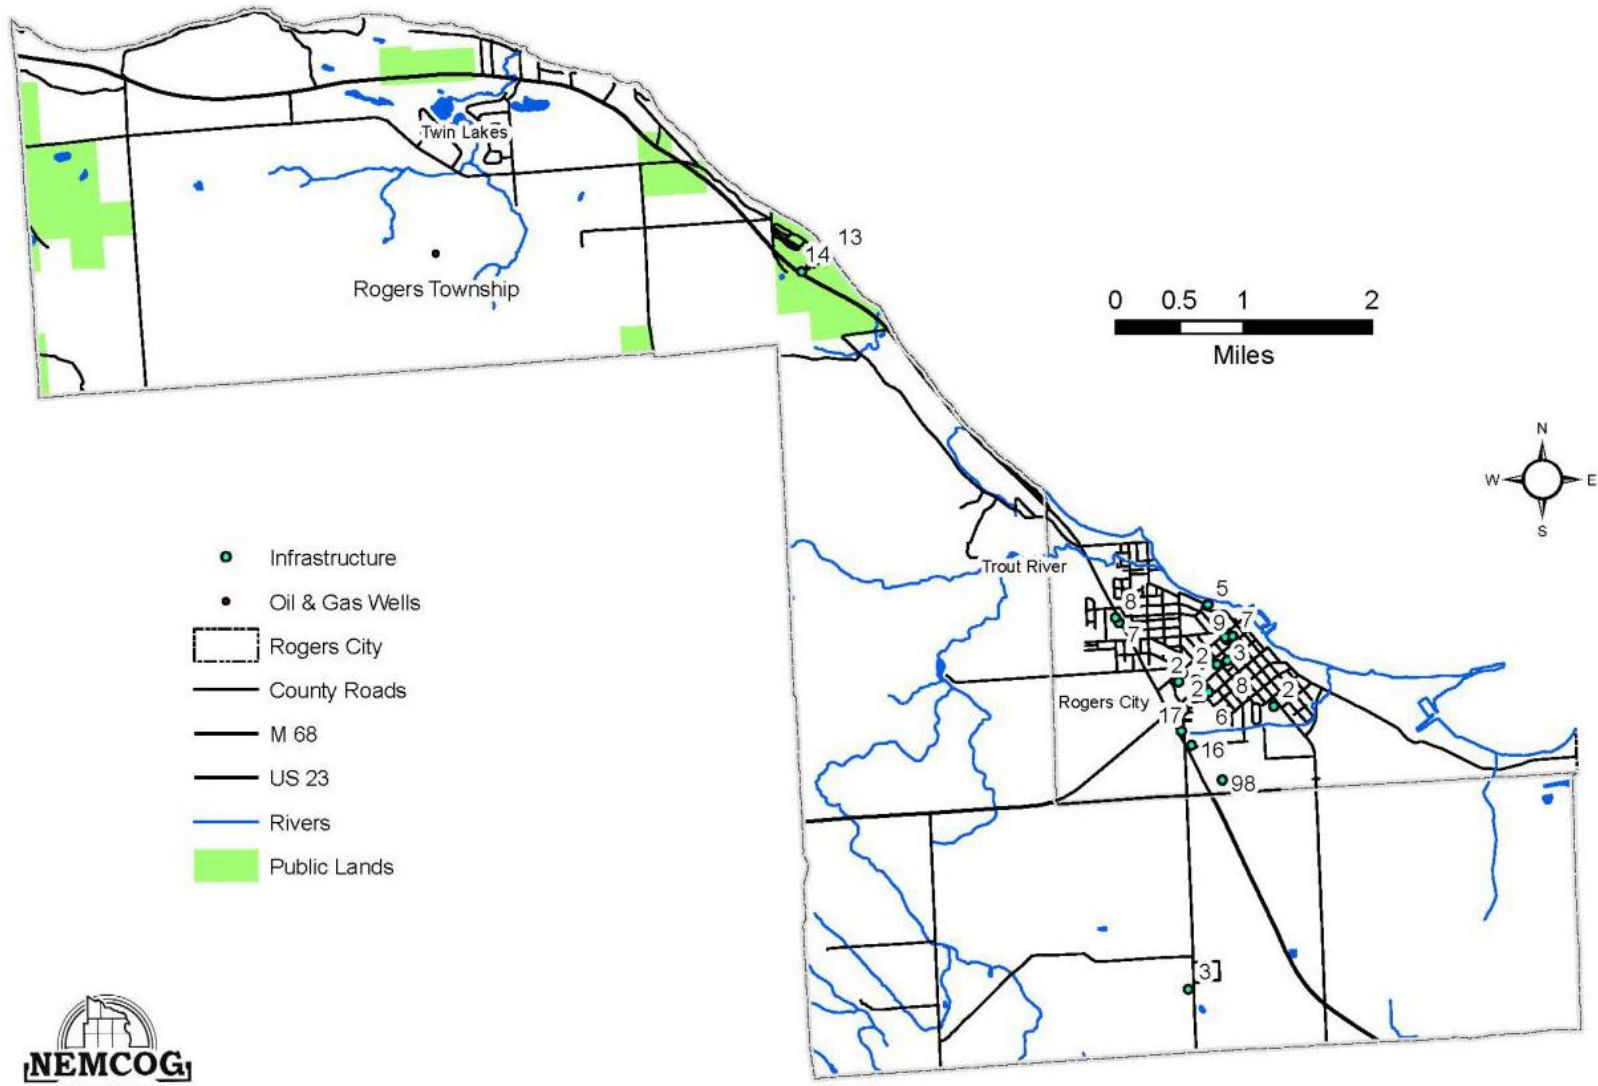 Twin Lakes
13
14
Rogers Township
0 0.5 1 2
Miles
N
W E
S
Infrastructure
Oil & Gas Wells
Rogers City
County Roads
M 68
US 23
Rivers
Public Lands
Trout River
5
8
9 7
7
2 3
2
2 8 2
Rogers City
17 6
16
98
3
NEMCOG